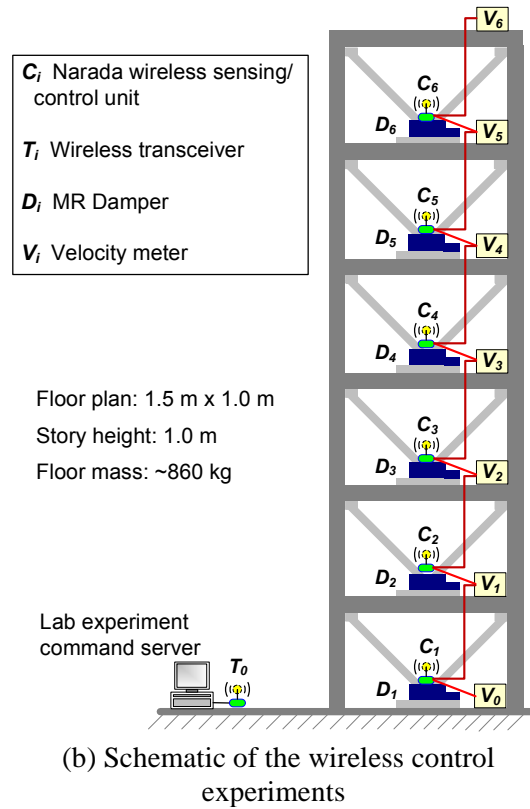 V6
Ci Narada wireless sensing/
control unit
Ti Wireless transceiver
Di MR Damper
Vi Velocity meter
C6
D6
V5
C5
D5
V4
C4
D4
V3
Floor plan: 1.5 m x 1.0 m
Story height: 1.0 m
Floor mass: ~860 kg
C3
D3
V2
C2
D2
V1
Lab experiment
command server
T0
C1
D1
V0
(b) Schematic of the wireless control
experiments